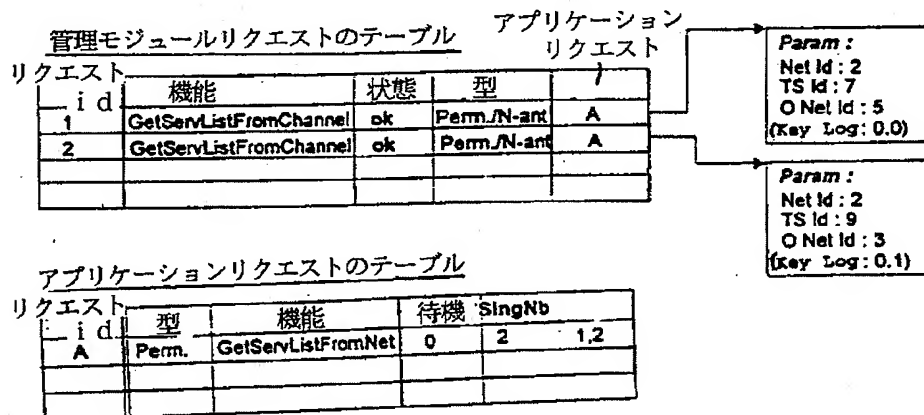 管理モジュールリクエストのテーブル
アプリケーション
リクエスト
リクエスト
id 機能 状態 型
1 GetServListFromChannel ok Perm./N-ant A
2 GetServListFromChannel ok Perm./N-ant A
Param :
Net Id : 2
TS Id : 7
O Net Id : 5
(Key Log: 0.0)
Param :
Net Id : 2
TS Id : 9
O Net Id : 3
(Key Log: 0.1)
アプリケーションリクエストのテーブル
リクエスト
id 型 機能 待機 SingNb
A Perm. GetServListFromNet 0 2 1,2